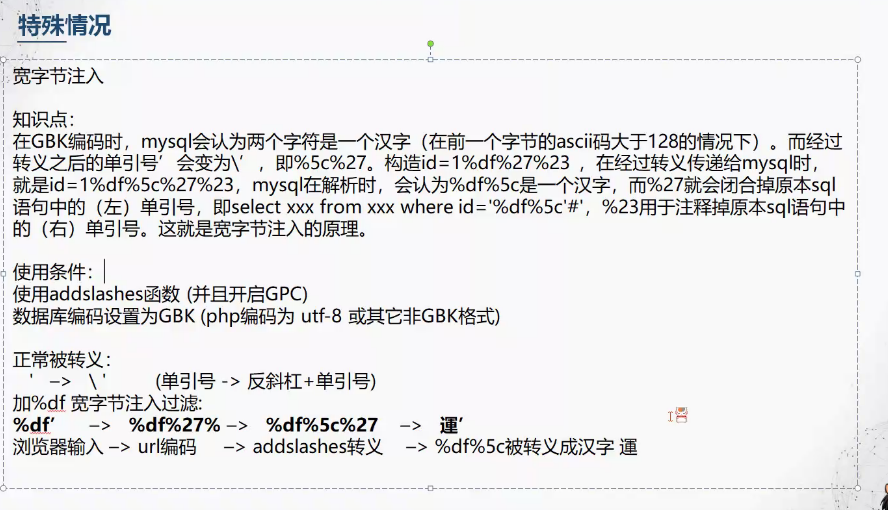 特殊情况
宽字节注入
知识点：
在GBK编码时，mysql会认为两个字符是一个汉字（在前一个字节的ascii码大于128的情况下）。而经过
转义之后的单引号’会变为\’，即%5c%27。构造id=1%df%27%23 ，在经过转义传递给mysql时，
就是id=1%df%5c%27%23，mysql在解析时，会认为%df%5c是一个汉字，而%27就会闭合掉原本sql
语句中的（左）单引号，即select xxx from xxx where id='%df%5c'#'，%23用于注释掉原本sql语句中
的（右）单引号。这就是宽字节注入的原理。
使用条件：
使用addslashes函数 (并且开启GPC)
数据库编码设置为GBK (php编码为 utf-8 或其它非GBK格式)
正常被转义：
' –> \ ' (单引号 -> 反斜杠+单引号)
加%df 宽字节注入过滤:
%df’ –> %df%27% –> %df%5c%27 –> 運’
浏览器输入 –> url编码 –> addslashes转义 –> %df%5c被转义成汉字 運